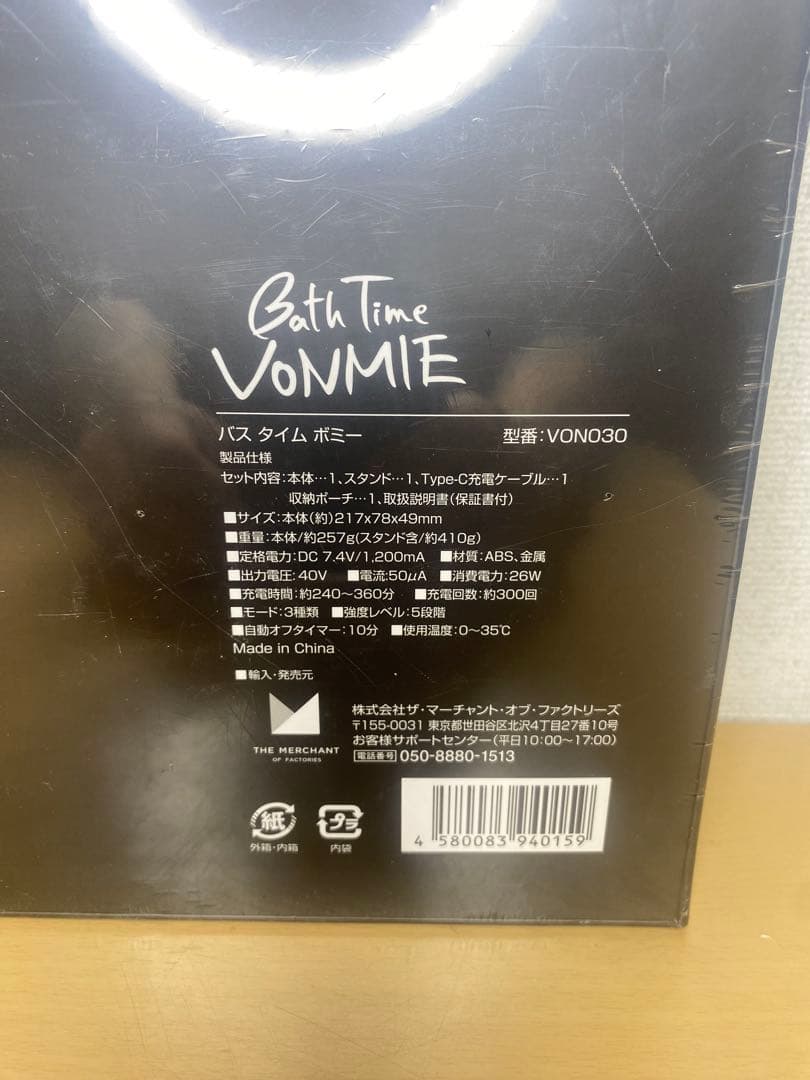 Bath Time
VONMIE
バス タイム ボミー 型番:VON030
製品仕様
セット内容:本体…1、スタンド…1、Type-C充電ケーブル…1
収納ポーチ…1、取扱説明書(保証書付)
■サイズ:本体(約)217x78x49mm
■重量:本体/約257g(スタンド含/約410g)
■定格電力:DC 7.4V/1,200mA ■材質:ABS、金属
■出力電圧:40V ■電流:50μA ■消費電力:26W
■充電時間:約240〜360分 ■充電回数:約300回
■モード:3種類 ■強度レベル:5段階
■自動オフタイマー:10分 ■使用温度:0〜35℃
Made in China
■輸入・発売元
株式会社ザ・マーチャント・オブ・ファクトリーズ
〒155-0031 東京都世田谷区北沢4丁目27番10号
お客様サポートセンター(平日10:00〜17:00)
電話番号 050-8880-1513
THE MERCHANT
OF FACTORIES
紙
外箱・内箱
プラ
内袋
4 580083 940159